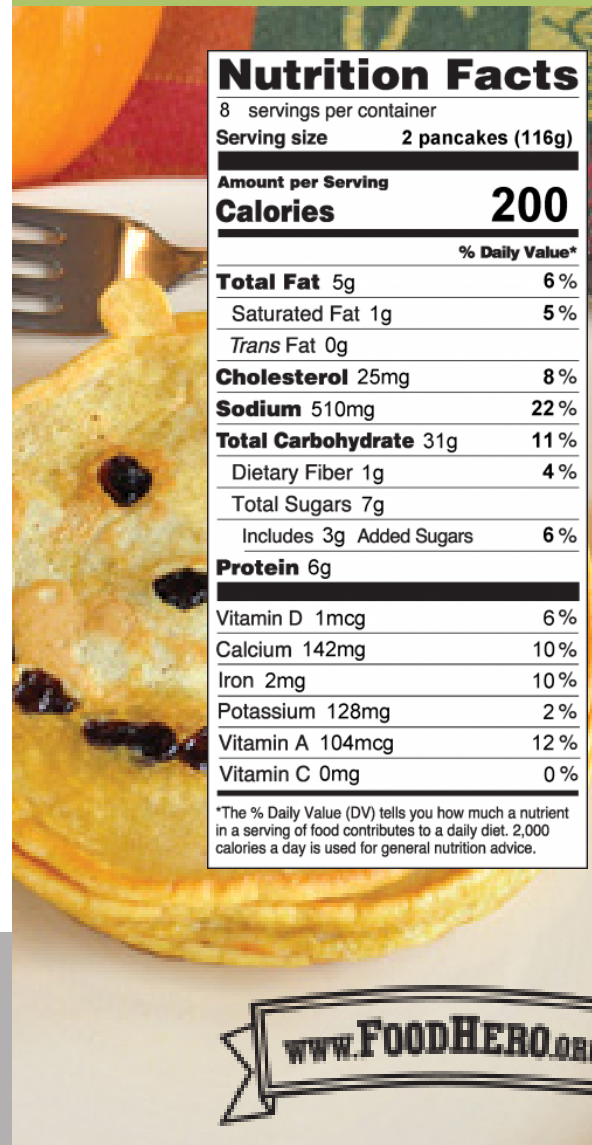 Nutrition Facts
8 servings per container
Serving size 2 pancakes (116g)
Amount per Serving
Calories 200
% Daily Value*
Total Fat 5g 6%
Saturated Fat 1g 5%
Trans Fat 0g
Cholesterol 25mg 8%
Sodium 510mg 22%
Total Carbohydrate 31g 11%
Dietary Fiber 1g 4%
Total Sugars 7g
Includes 3g Added Sugars 6%
Protein 6g
Vitamin D 1mcg 6%
Calcium 142mg 10%
Iron 2mg 10%
Potassium 128mg 2%
Vitamin A 104mcg 12%
Vitamin C 0mg 0%
*The % Daily Value (DV) tells you how much a nutrient
in a serving of food contributes to a daily diet. 2,000
calories a day is used for general nutrition advice.
www.FOODHERO.OR